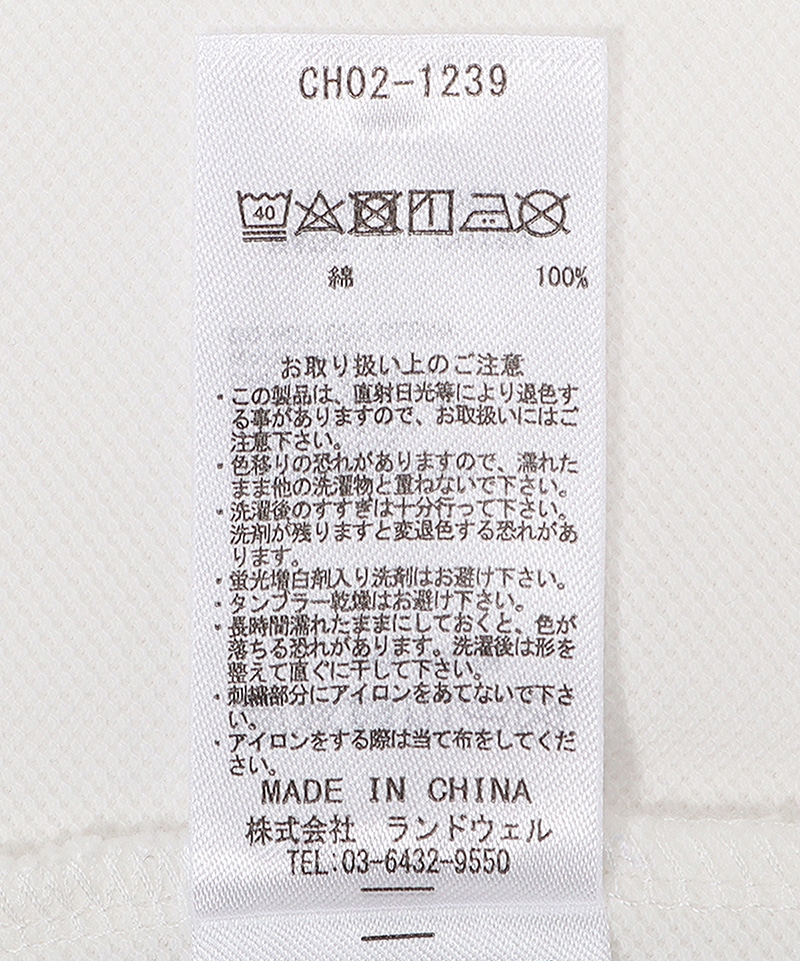 CH02-1239
40
綿 100%
お取り扱い上のご注意
・この製品は、直射日光等により退色す
る事がありますので、お取扱いにはご
注意下さい。
・色移りの恐れがありますので、濡れた
まま他の洗濯物と重ねないで下さい。
・洗濯後のすすぎは十分行って下さい。
洗剤が残りますと変退色する恐れがあ
ります。
・蛍光増白剤入り洗剤はお避け下さい。
・タンブラー乾燥はお避け下さい。
・長時間濡れたままにしておくと、色が
落ちる恐れがあります。洗濯後は形を
整えて直ぐに干して下さい。
・刺繍部分にアイロンをあてないで下さ
い。
・アイロンをする際は当て布をしてくだ
さい。
MADE IN CHINA
株式会社 ランドウェル
TEL:03-6432-9550